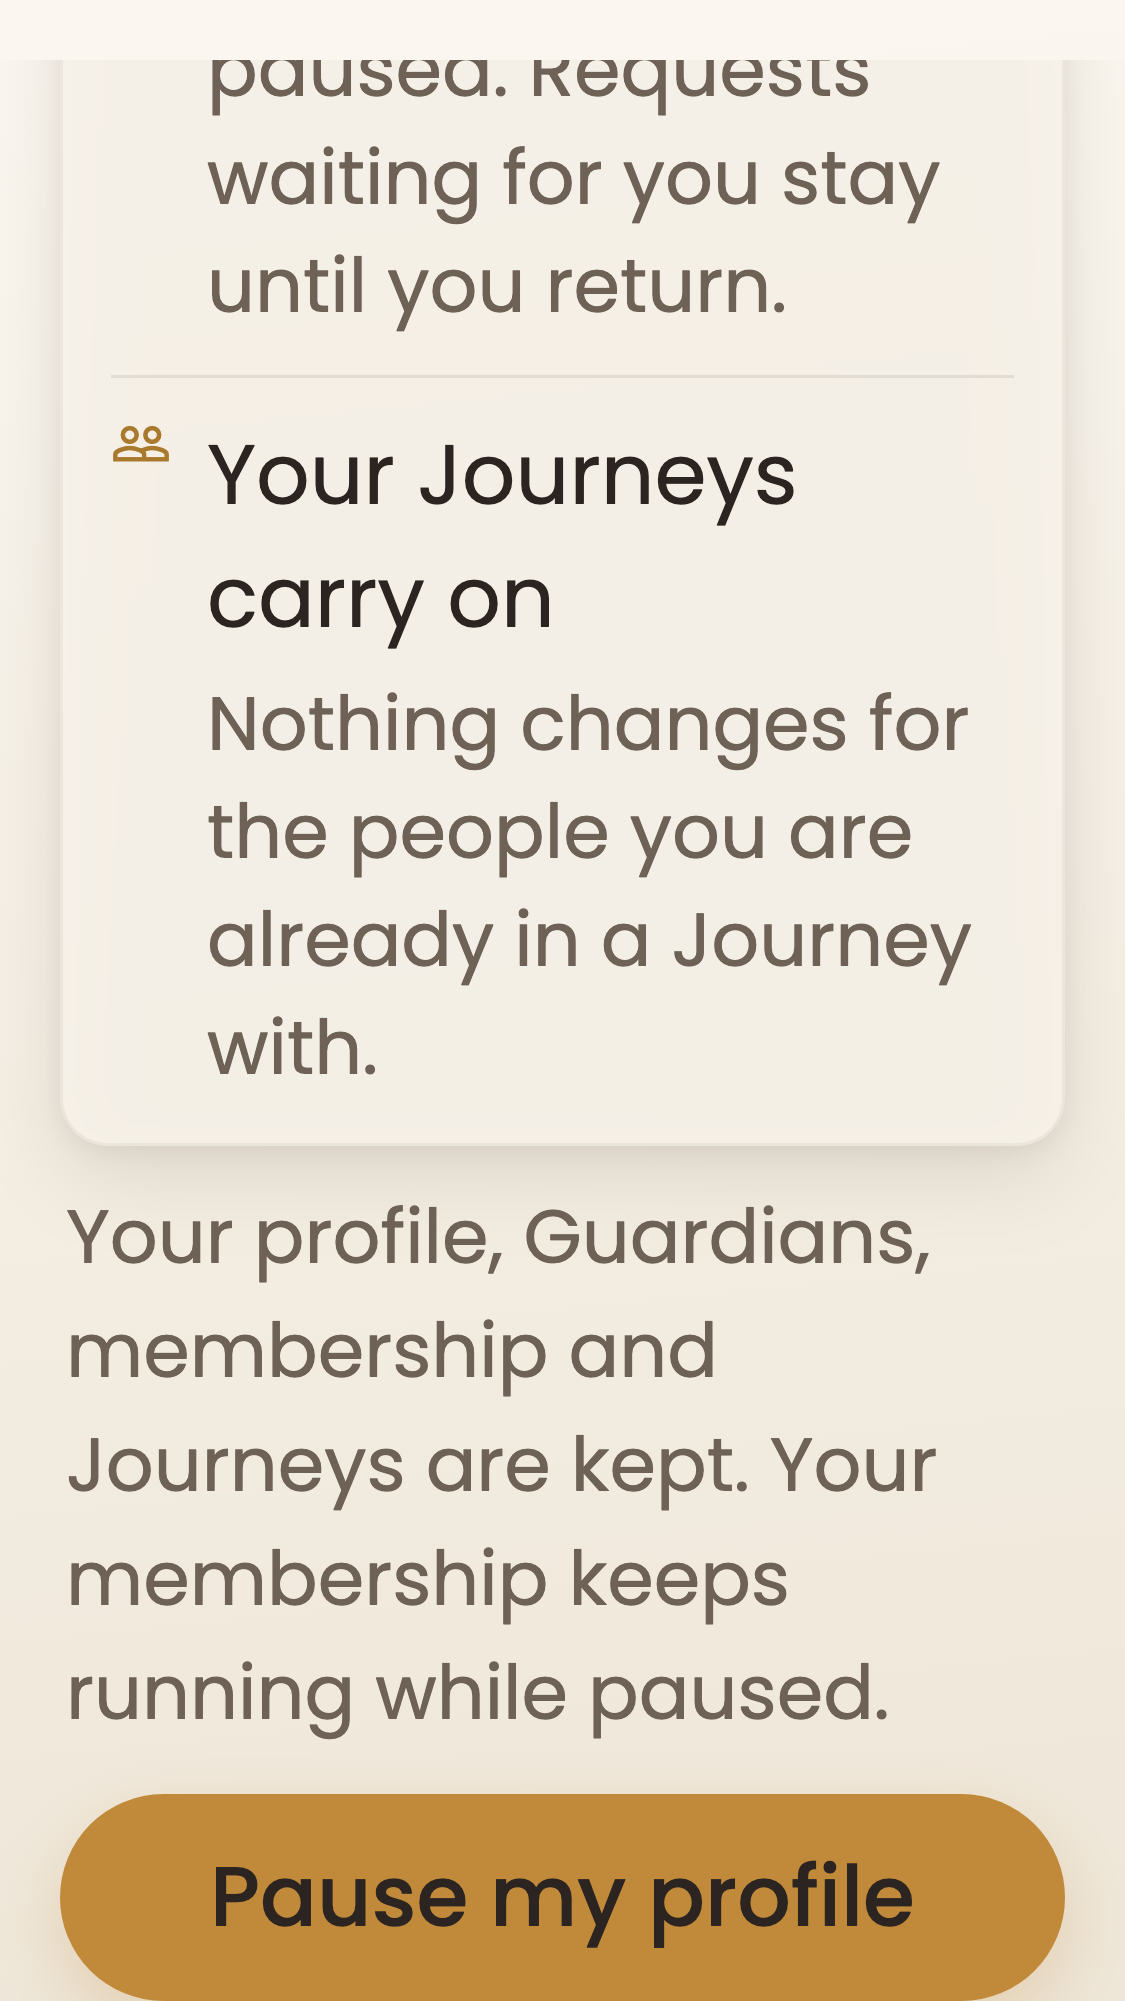 paused. Requests
waiting for you stay
until you return.
Your Journeys
carry on
Nothing changes for
the people you are
already in a Journey
with.
Your profile, Guardians,
membership and
Journeys are kept. Your
membership keeps
running while paused.
Pause my profile